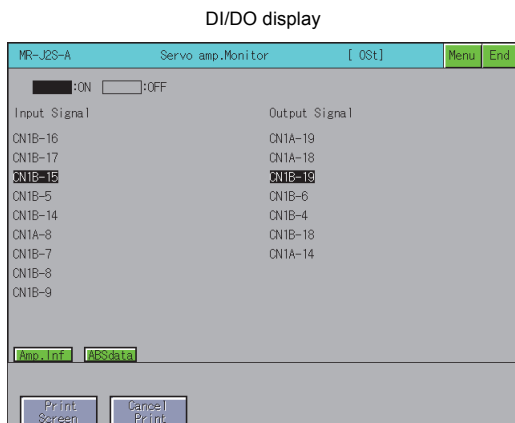 DI/DO display
MR-J2S-A Servo amp.Monitor [ OSt] Menu End
:ON :OFF
Input Signal Output Signal
CN1B-16 CN1A-19
CN1B-17 CN1A-18
CN1B-15 CN1B-19
CN1B-5 CN1B-6
CN1B-14 CN1B-4
CN1A-8 CN1B-18
CN1B-7 CN1A-14
CN1B-8
CN1B-9
Amp.Inf ABSdata
Print Cancel
Screen Print